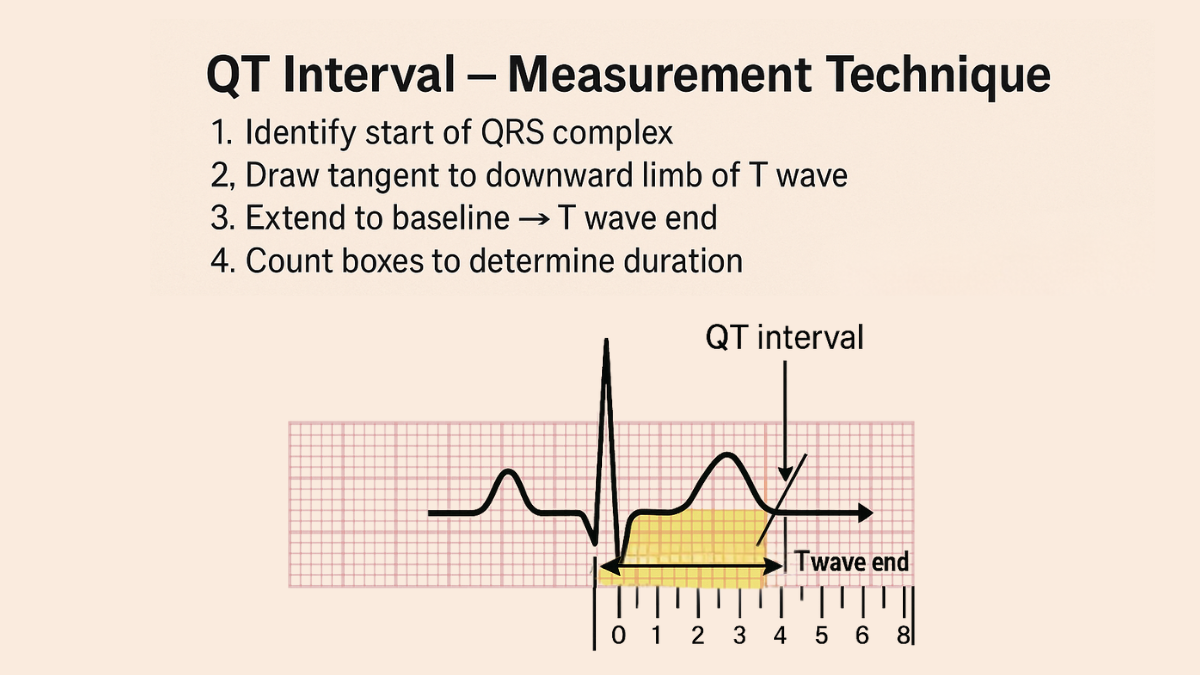 QT Interval – Measurement Technique
1. Identify start of QRS complex
2, Draw tangent to downward limb of T wave
3. Extend to baseline → T wave end
4. Count boxes to determine duration
QT interval
Twave end
0 1 2 3 4 5 6 8